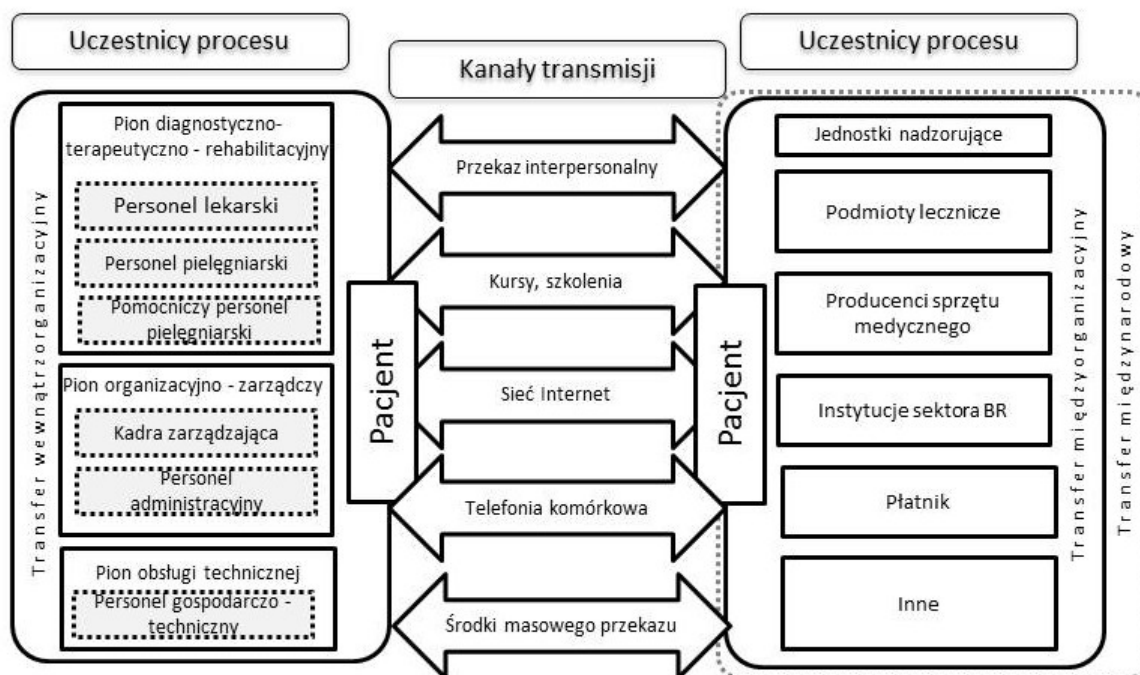 Uczestnicy procesu
Kanały transmisji
Uczestnicy procesu
Transfer wewnątrzorganizacyjny
Pion diagnostyczno-
terapeutyczno - rehabilitacyjny
Personel lekarski
Personel pielęgniarski
Pomocniczy personel
pielęgniarski
Pion organizacyjno - zarządczy
Kadra zarządzająca
Personel
administracyjny
Pion obsługi technicznej
Personel gospodarczo -
techniczny
Pacjent
Przekaz interpersonalny
Kursy, szkolenia
Sieć Internet
Telefonia komórkowa
Środki masowego przekazu
Pacjent
Jednostki nadzorujące
Podmioty lecznicze
Producenci sprzętu
medycznego
Instytucje sektora BR
Płatnik
Inne
Transfer międzyorganizacyjny
Transfer międzynarodowy